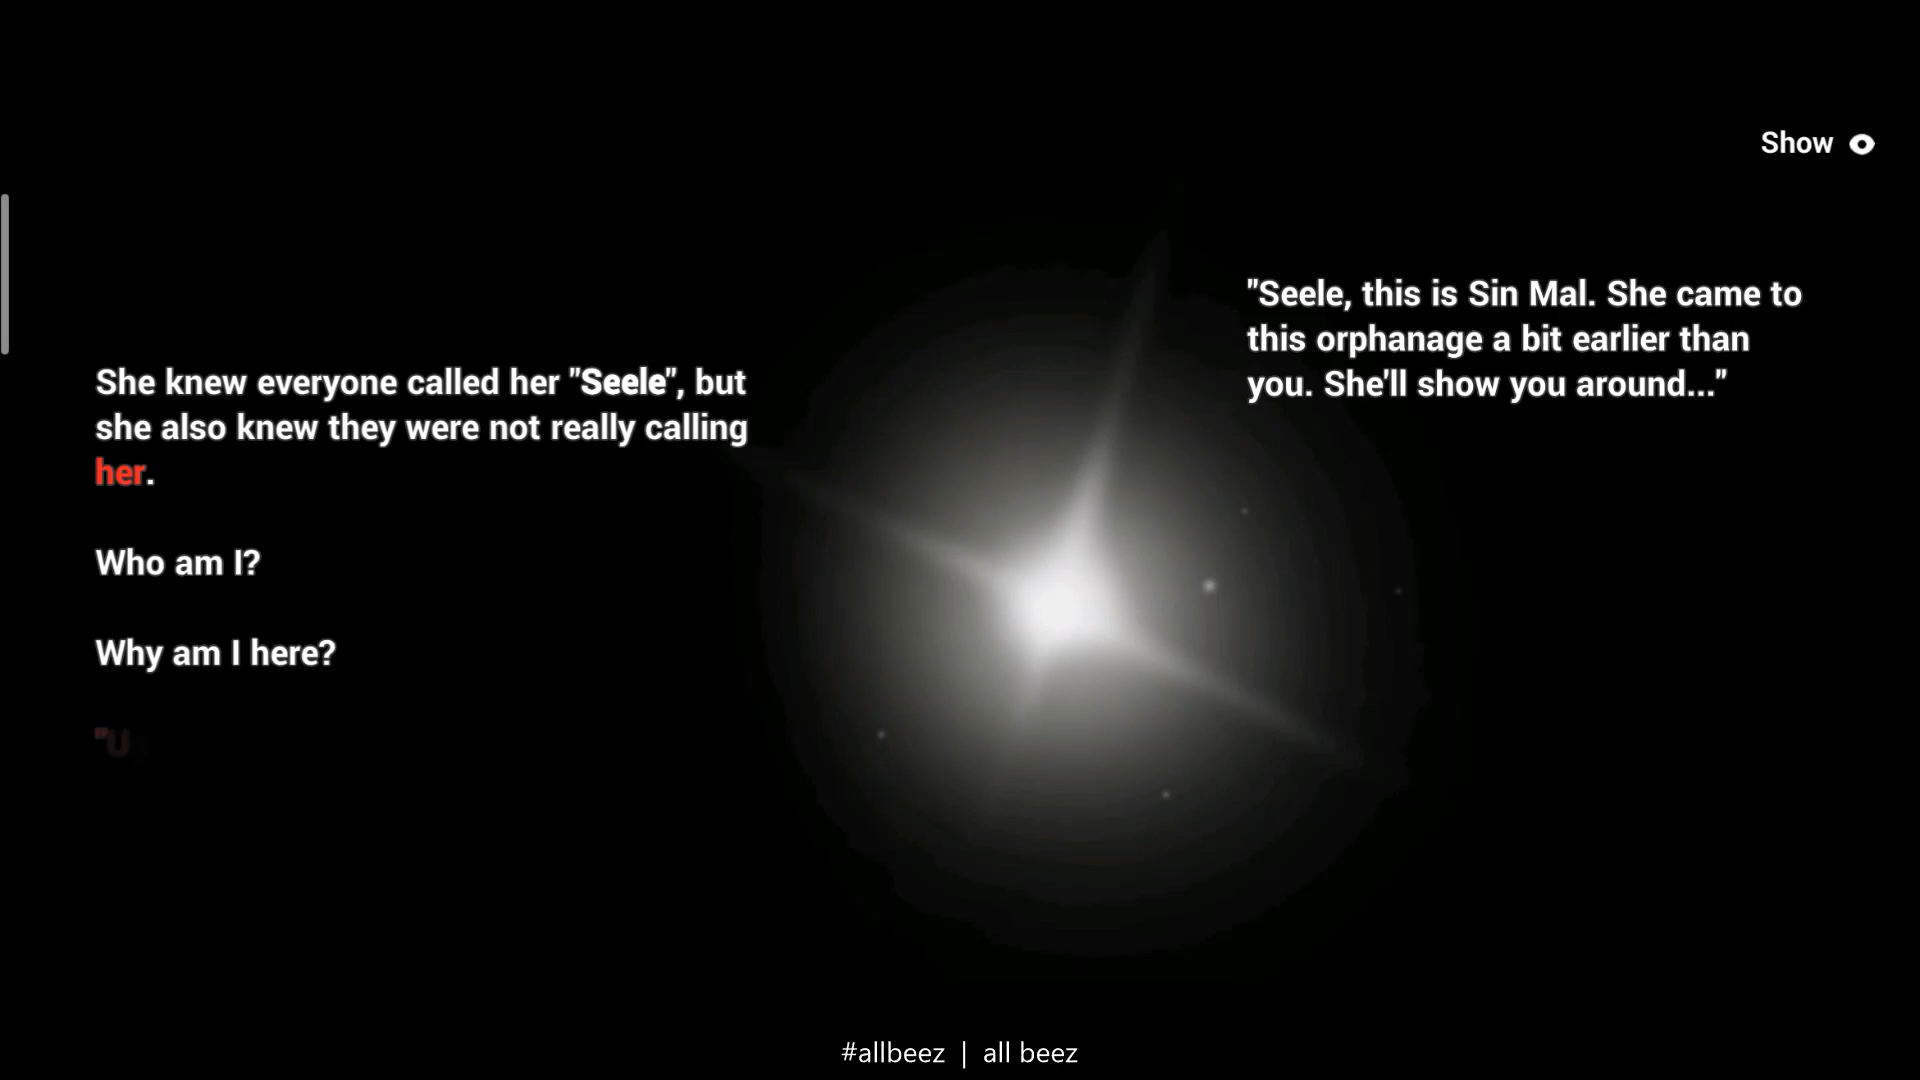 Show
"Seele, this is Sin Mal. She came to
this orphanage a bit earlier than
you. She'll show you around..."
She knew everyone called her "Seele", but
she also knew they were not really calling
her.
Who am I?
Why am I here?
"U
#allbeez | all beez